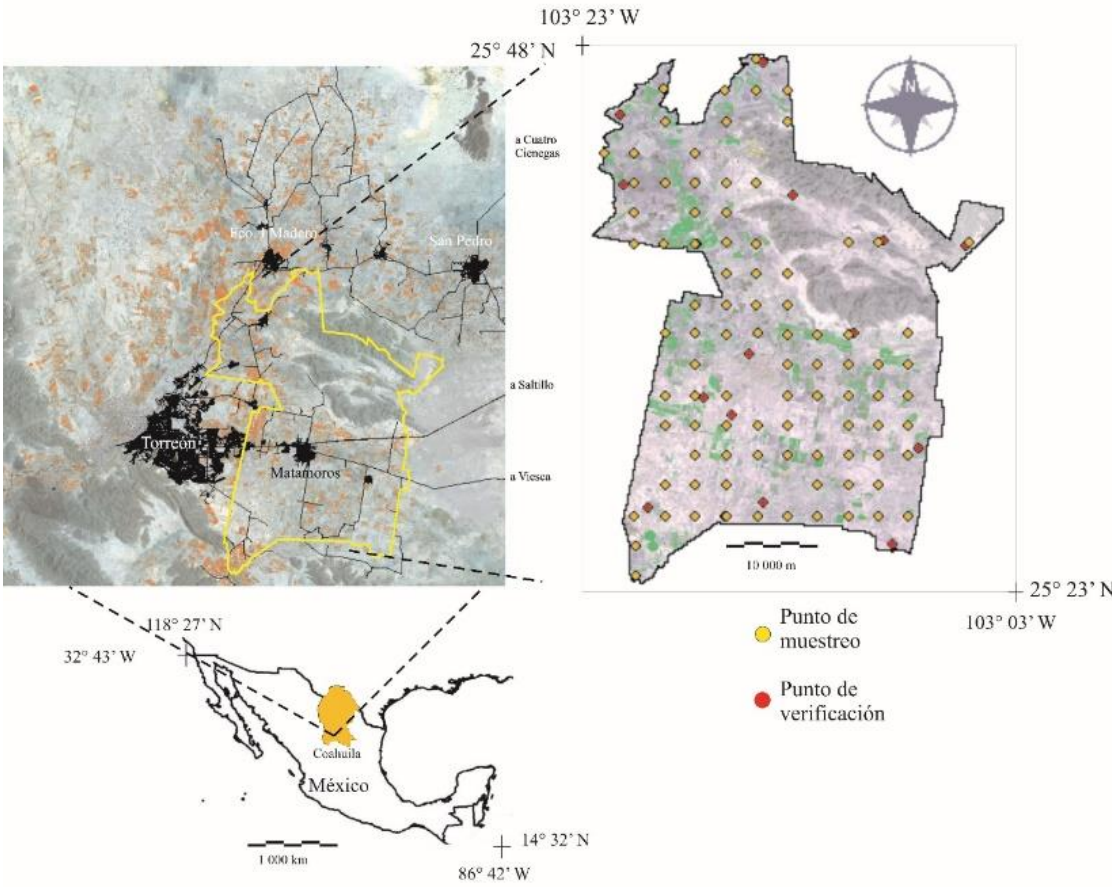 103° 23’ W
25° 48’ N
N
a Cuatro
Cienegas
Fco. I Madero
San Pedro
a Saltillo
Torreón
Matamoros
a Viesca
10 000 m
25° 23’ N
103° 03’ W
Punto de
muestreo
Punto de
verificación
118° 27’ N
32° 43’ W
Coahuila
México
1 000 km
14° 32’ N
86° 42’ W